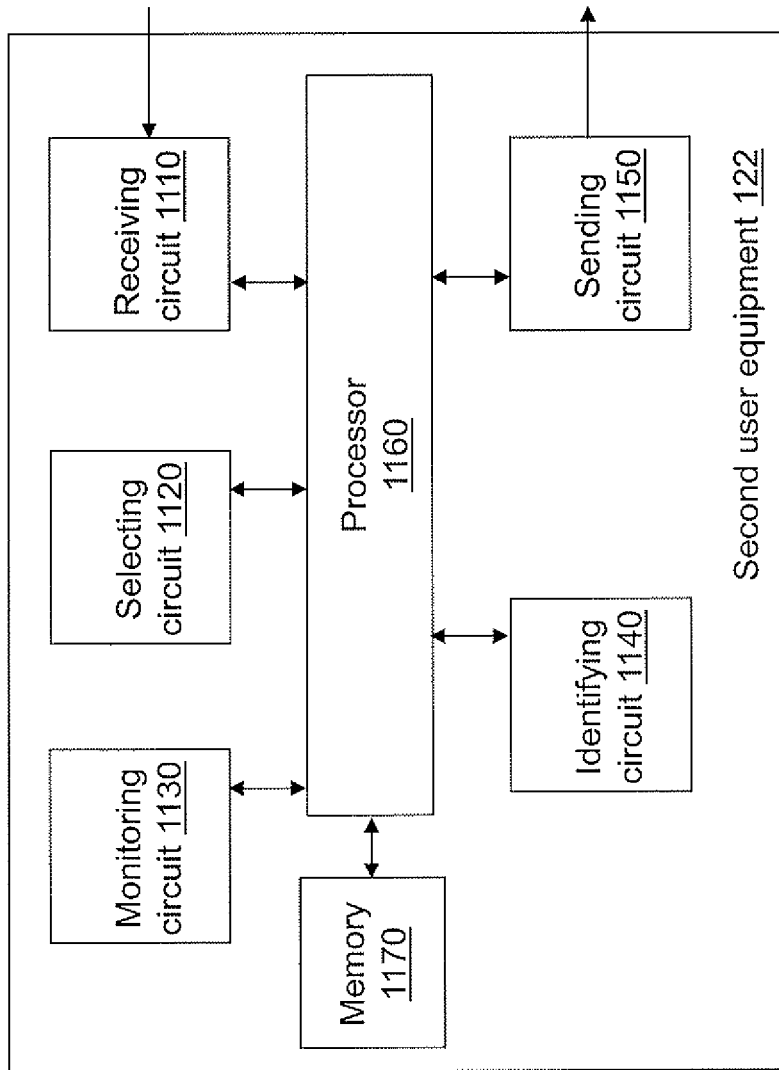 Receiving
circuit 1110
Selecting
circuit 1120
Monitoring
circuit 1130
Processor
1160
Memory
1170
Sending
circuit 1150
Identifying
circuit 1140
Second user equipment 122